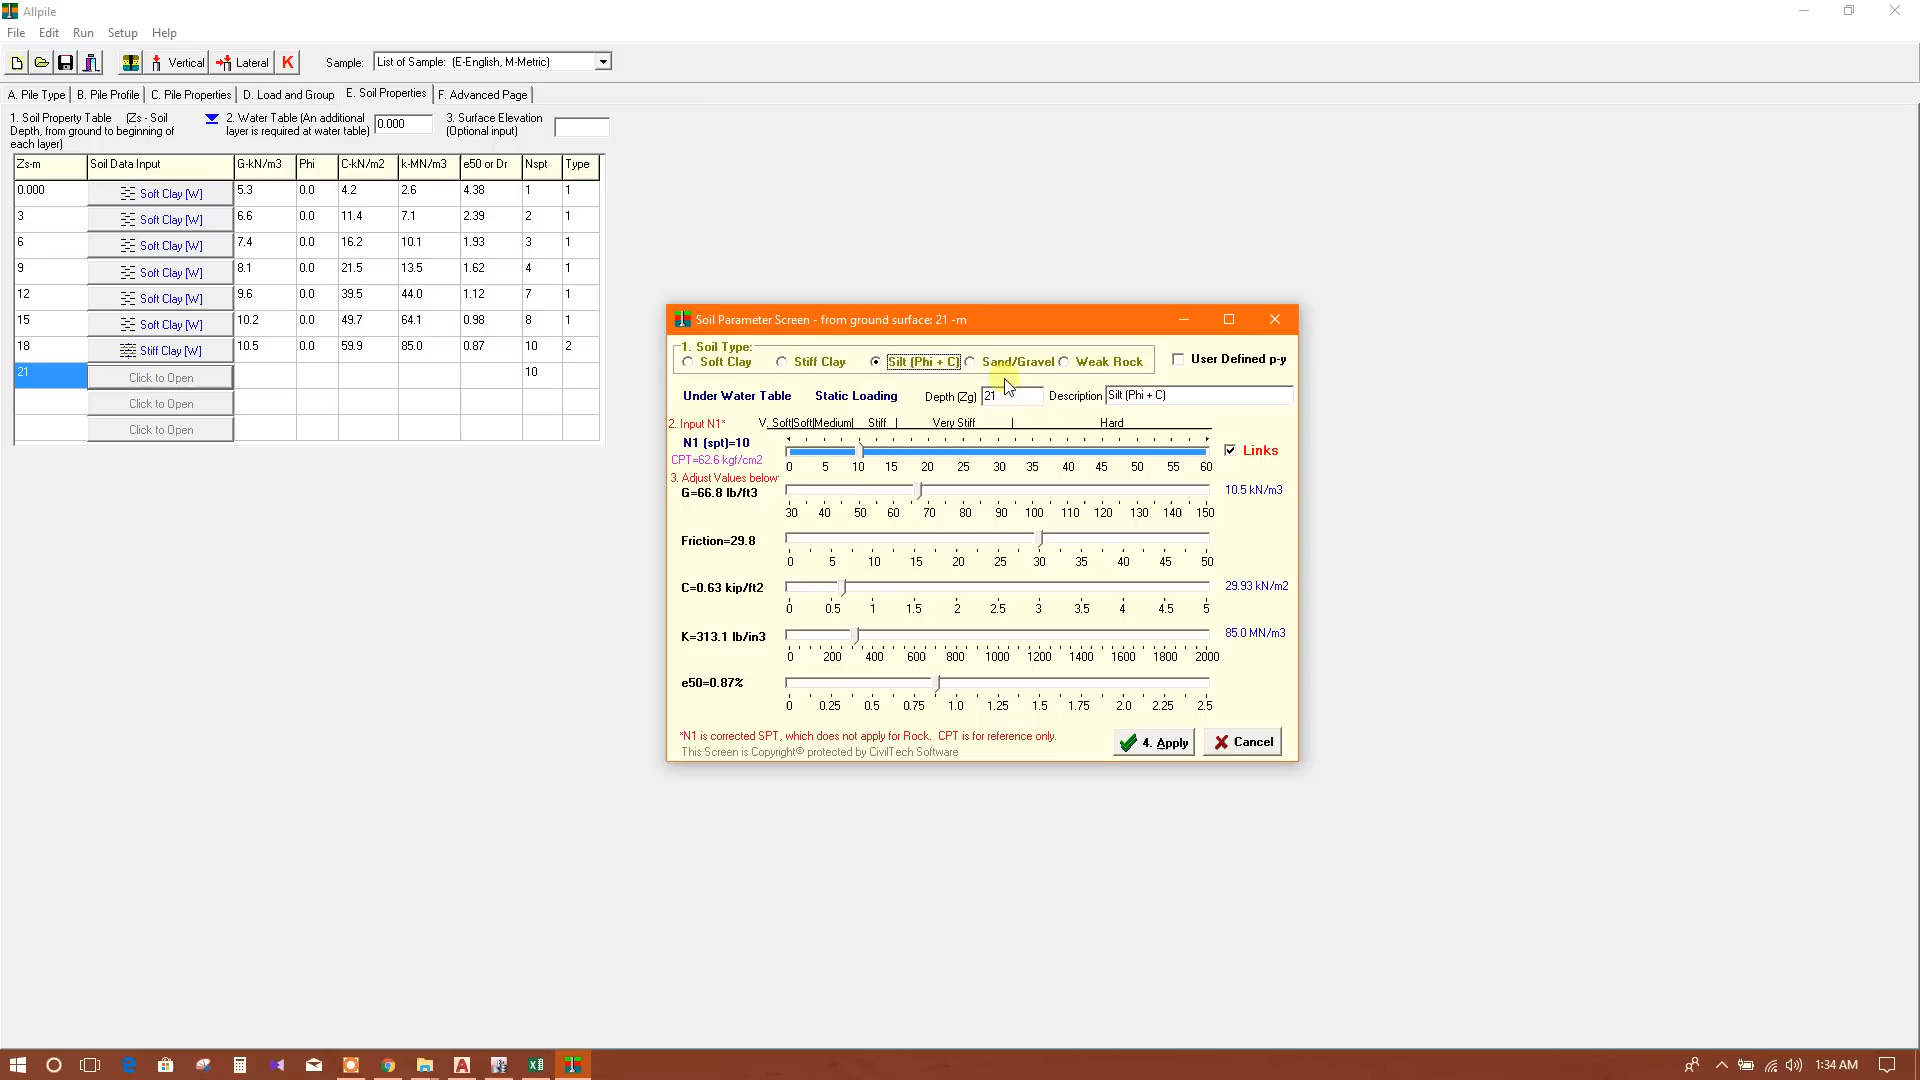 Allpile
File Edit Run Setup Help
Vertical Lateral K Sample: List of Sample: (E-English, M-Metric)
A. Pile Type B. Pile Profile C. Pile Properties D. Load and Group E. Soil Properties F. Advanced Page
1. Soil Property Table (Zs - Soil Depth, from ground to beginning of each layer)
2. Water Table (An additional layer is required at water table) 0.000
3. Surface Elevation (Optional input)
Zs-m Soil Data Input G-kN/m3 Phi C-kN/m2 k-MN/m3 e50 or Dr Nspt Type
0.000 Soft Clay [W] 5.3 0.0 4.2 2.6 4.38 1 1
3 Soft Clay [W] 6.6 0.0 11.4 7.1 2.39 2 1
6 Soft Clay [W] 7.4 0.0 16.2 10.1 1.93 3 1
9 Soft Clay [W] 8.1 0.0 21.5 13.5 1.62 4 1
12 Soft Clay [W] 9.6 0.0 39.5 44.0 1.12 7 1
15 Soft Clay [W] 10.2 0.0 49.7 64.1 0.98 8 1
18 Stiff Clay [W] 10.5 0.0 59.9 85.0 0.87 10 2
21 Click to Open 10
Click to Open
Click to Open
Soil Parameter Screen - from ground surface: 21 -m
1. Soil Type:
Soft Clay Stiff Clay Silt (Phi + C) Sand/Gravel Weak Rock User Defined p-y
Under Water Table Static Loading Depth (Zg) 21 Description Silt (Phi + C)
2. Input N1* V. Soft|Soft|Medium| Stiff | Very Stiff | Hard
N1 (spt)=10
CPT=62.6 kgf/cm2 0 5 10 15 20 25 30 35 40 45 50 55 60 Links
3. Adjust Values below:
G=66.8 lb/ft3 10.5 kN/m3
30 40 50 60 70 80 90 100 110 120 130 140 150
Friction=29.8
0 5 10 15 20 25 30 35 40 45 50
C=0.63 kip/ft2 29.93 kN/m2
0 0.5 1 1.5 2 2.5 3 3.5 4 4.5 5
K=313.1 lb/in3 85.0 MN/m3
0 200 400 600 800 1000 1200 1400 1600 1800 2000
e50=0.87%
0 0.25 0.5 0.75 1.0 1.25 1.5 1.75 2.0 2.25 2.5
*N1 is corrected SPT, which does not apply for Rock. CPT is for reference only.
This Screen is Copyright© protected by CivilTech Software
4. Apply Cancel
1:34 AM